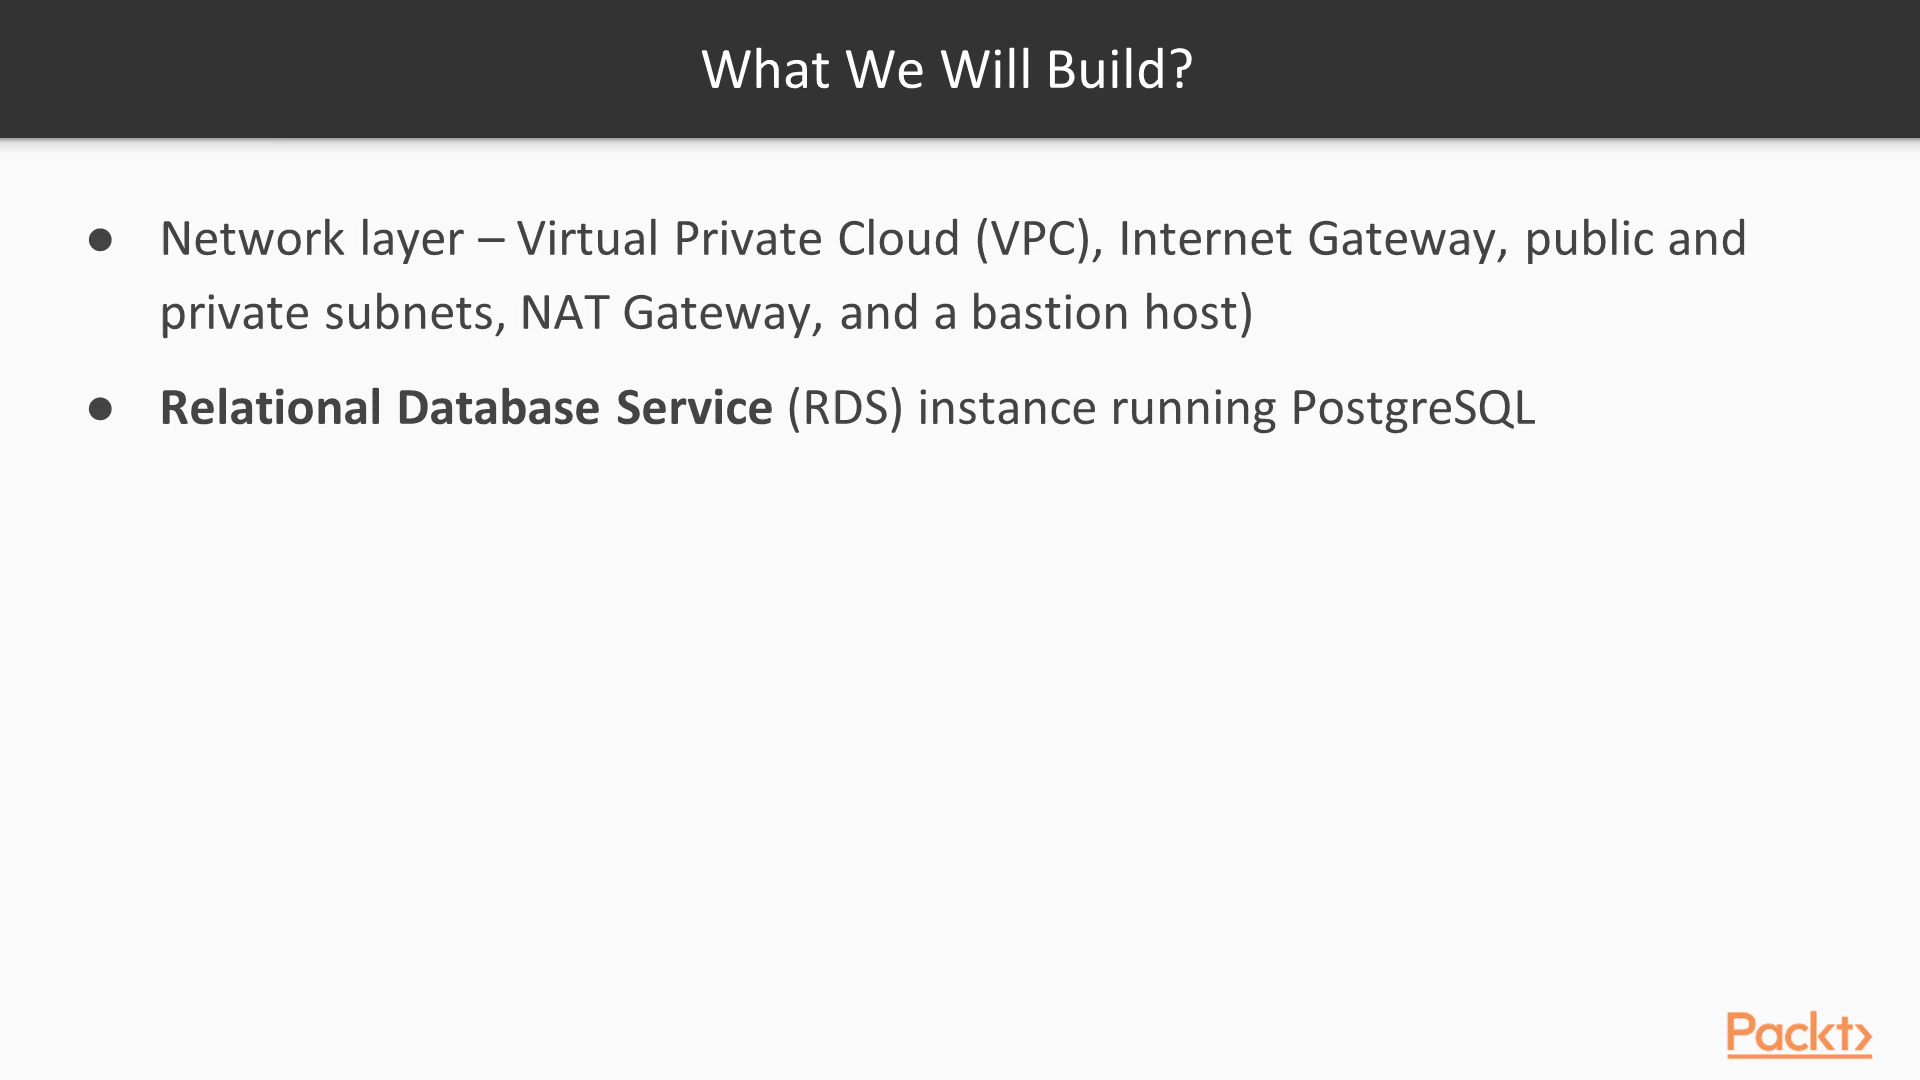 What We Will Build?
● Network layer – Virtual Private Cloud (VPC), Internet Gateway, public and
private subnets, NAT Gateway, and a bastion host)
● Relational Database Service (RDS) instance running PostgreSQL
Packt>